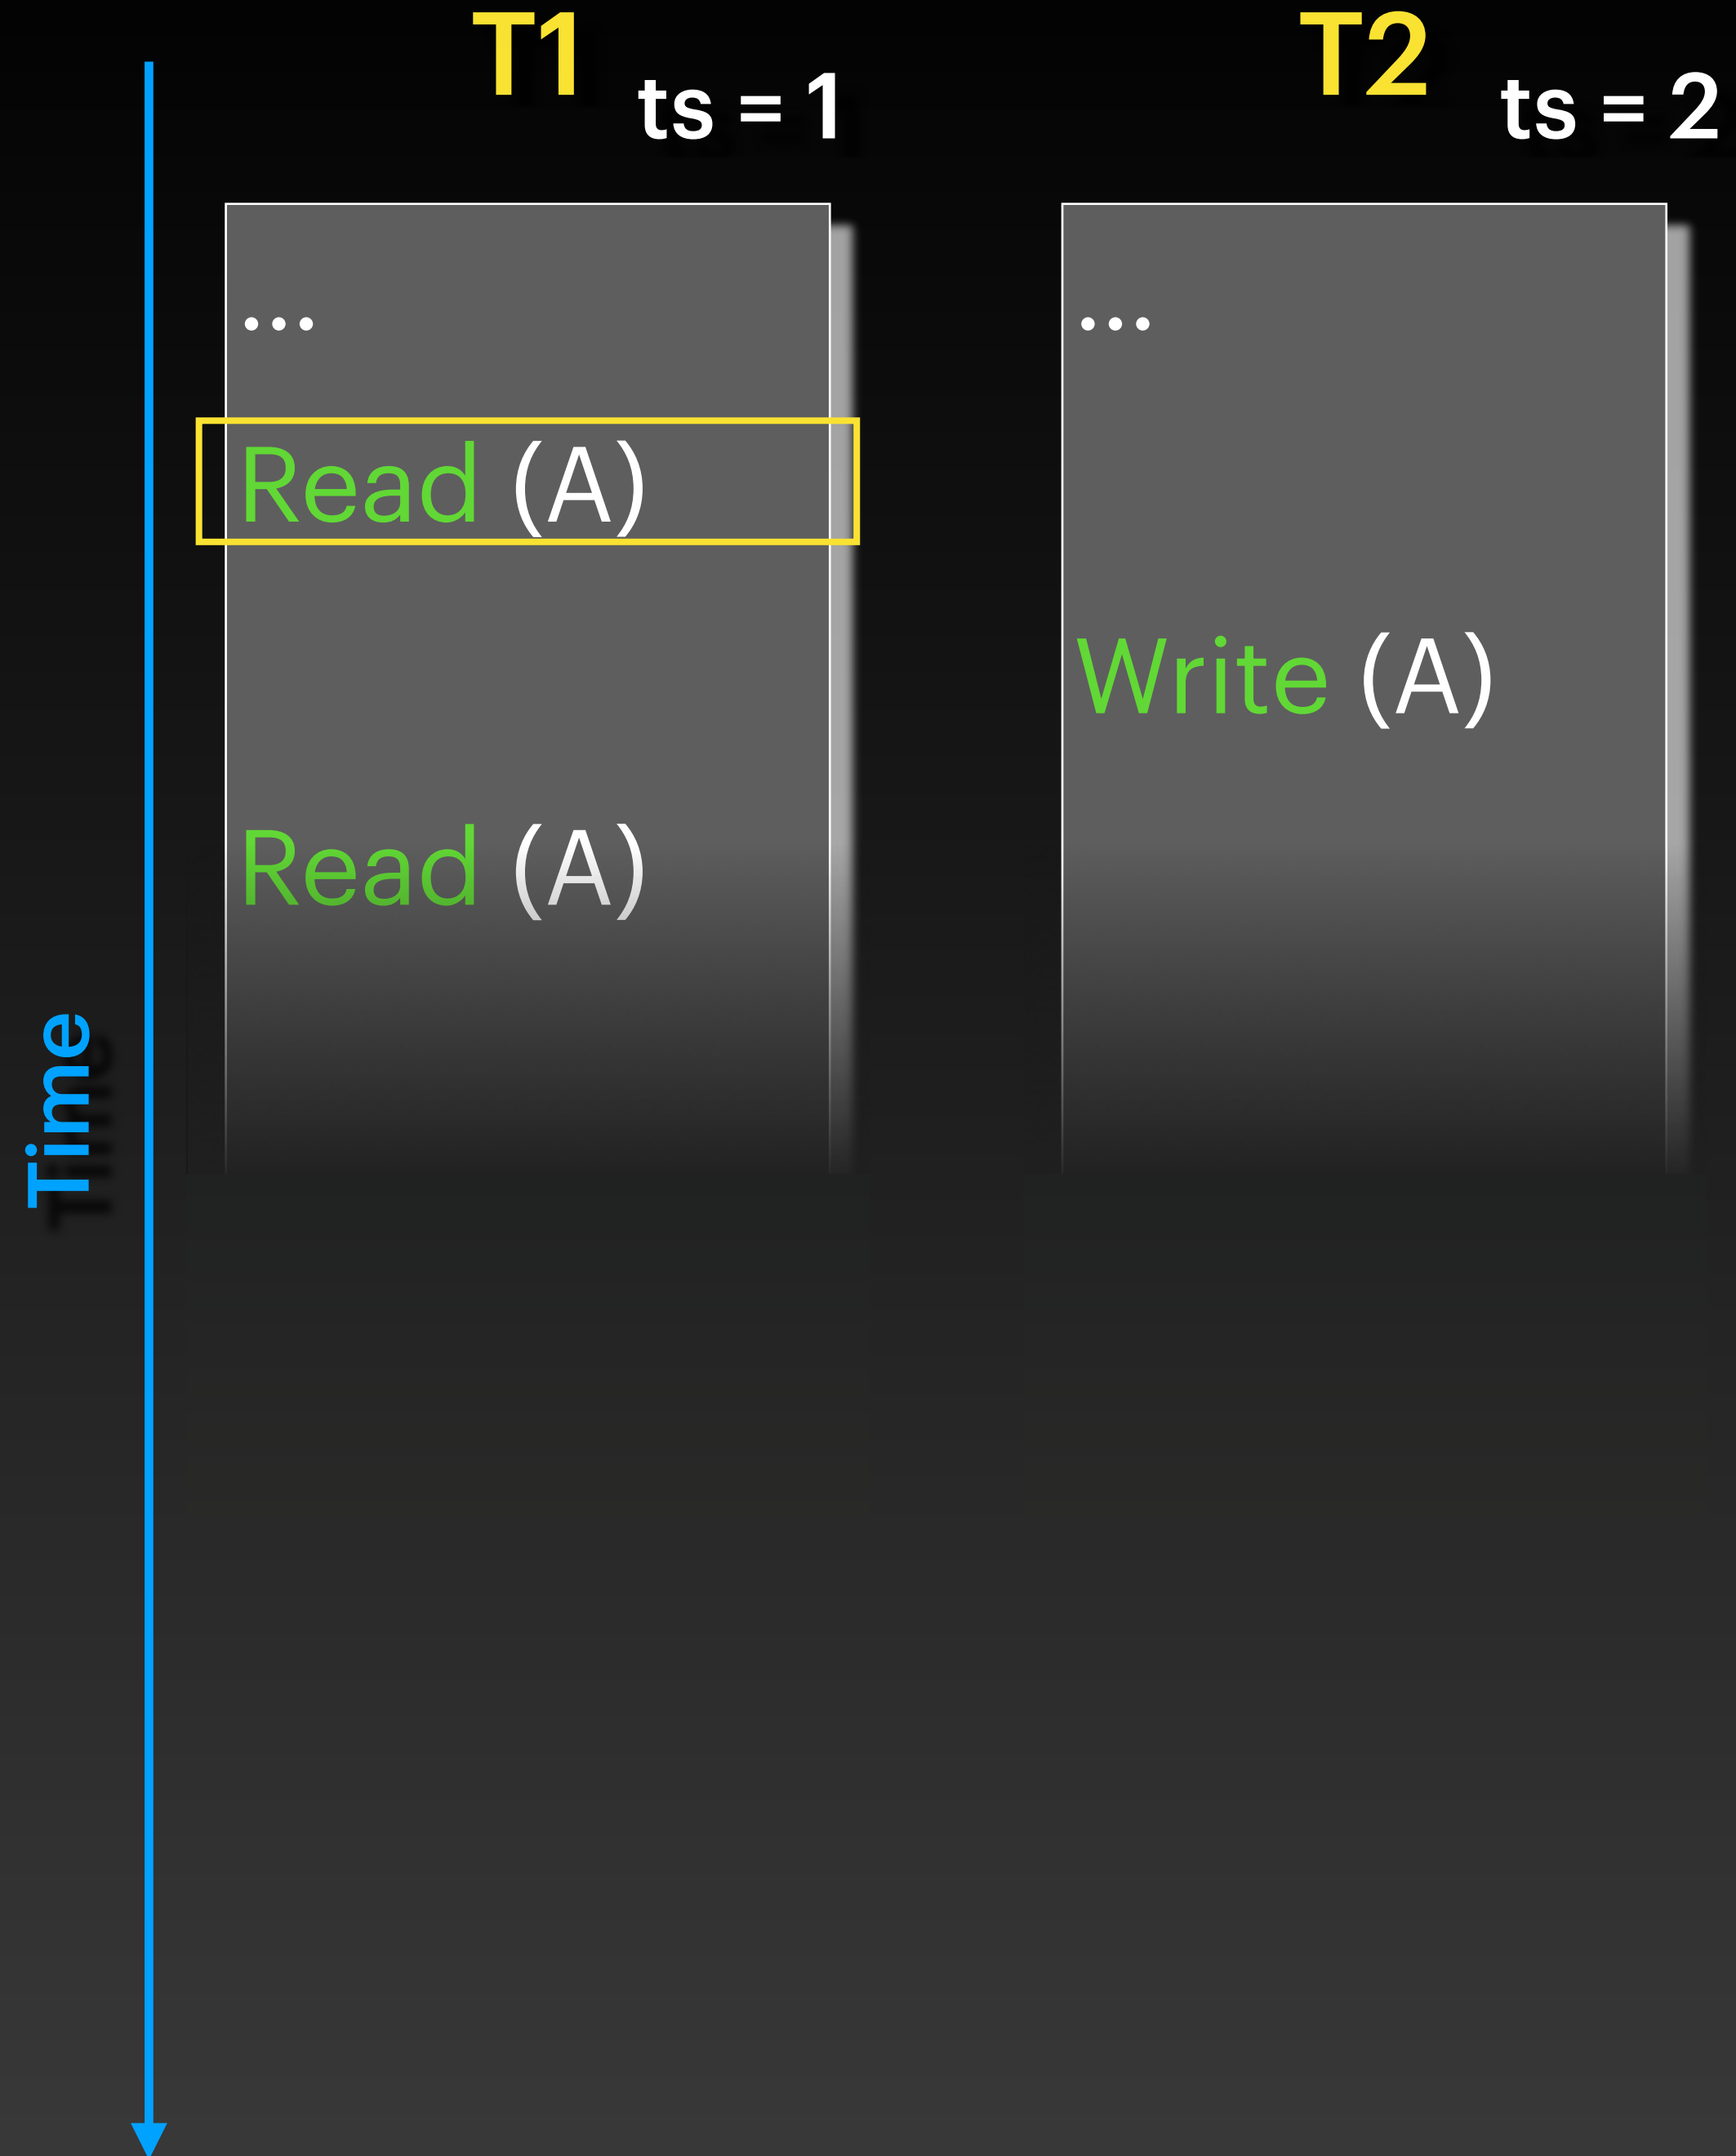 T1
ts = 1
T2
ts = 2
...
...
Read (A)
Write (A)
Read (A)
Time